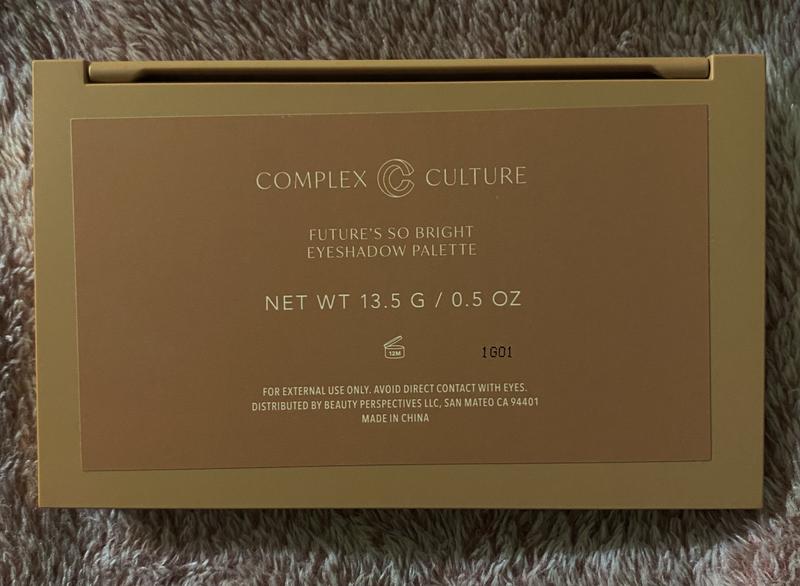 COMPLEX CULTURE
FUTURE'S SO BRIGHT
EYESHADOW PALETTE
NET WT 13.5 G / 0.5 OZ
12M
1G01
FOR EXTERNAL USE ONLY. AVOID DIRECT CONTACT WITH EYES.
DISTRIBUTED BY BEAUTY PERSPECTIVES LLC, SAN MATEO CA 94401
MADE IN CHINA